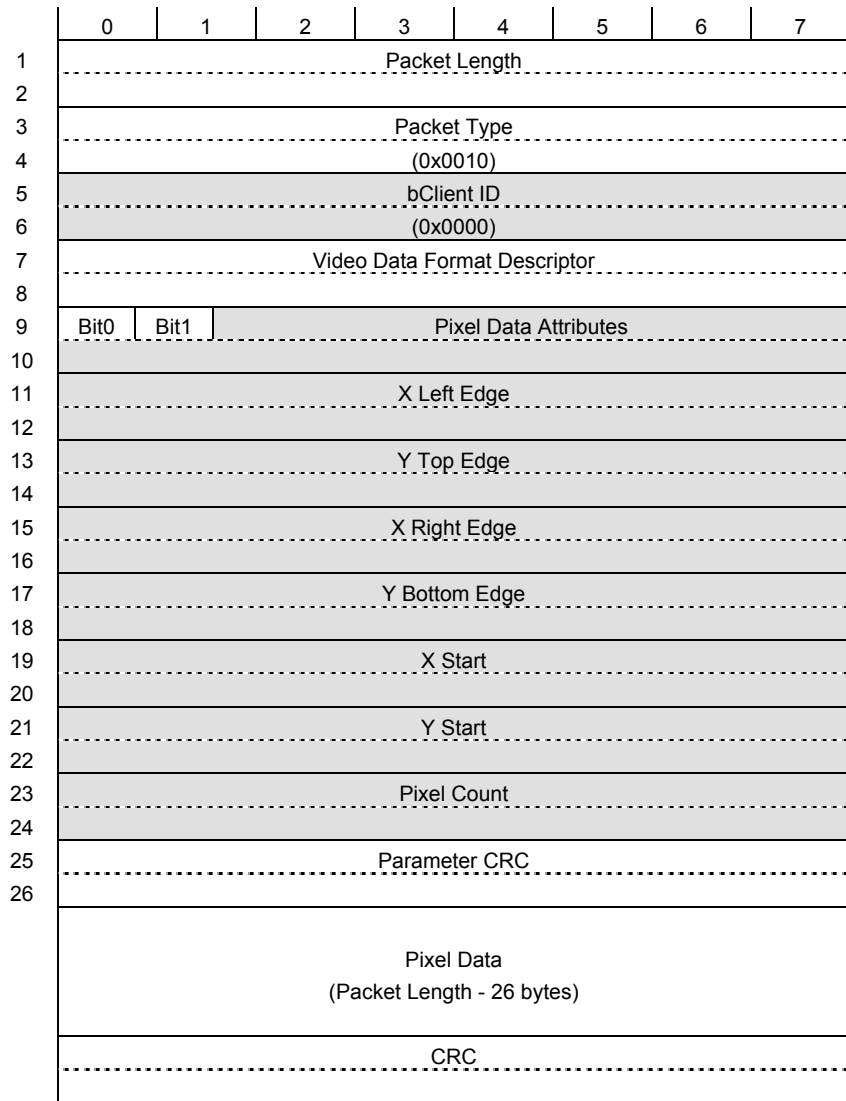 0 1 2 3 4 5 6 7
1 Packet Length
2
3 Packet Type
4 (0x0010)
5 bClient ID
6 (0x0000)
7 Video Data Format Descriptor
8
9 Bit0 Bit1 Pixel Data Attributes
10
11 X Left Edge
12
13 Y Top Edge
14
15 X Right Edge
16
17 Y Bottom Edge
18
19 X Start
20
21 Y Start
22
23 Pixel Count
24
25 Parameter CRC
26
Pixel Data
(Packet Length - 26 bytes)
CRC